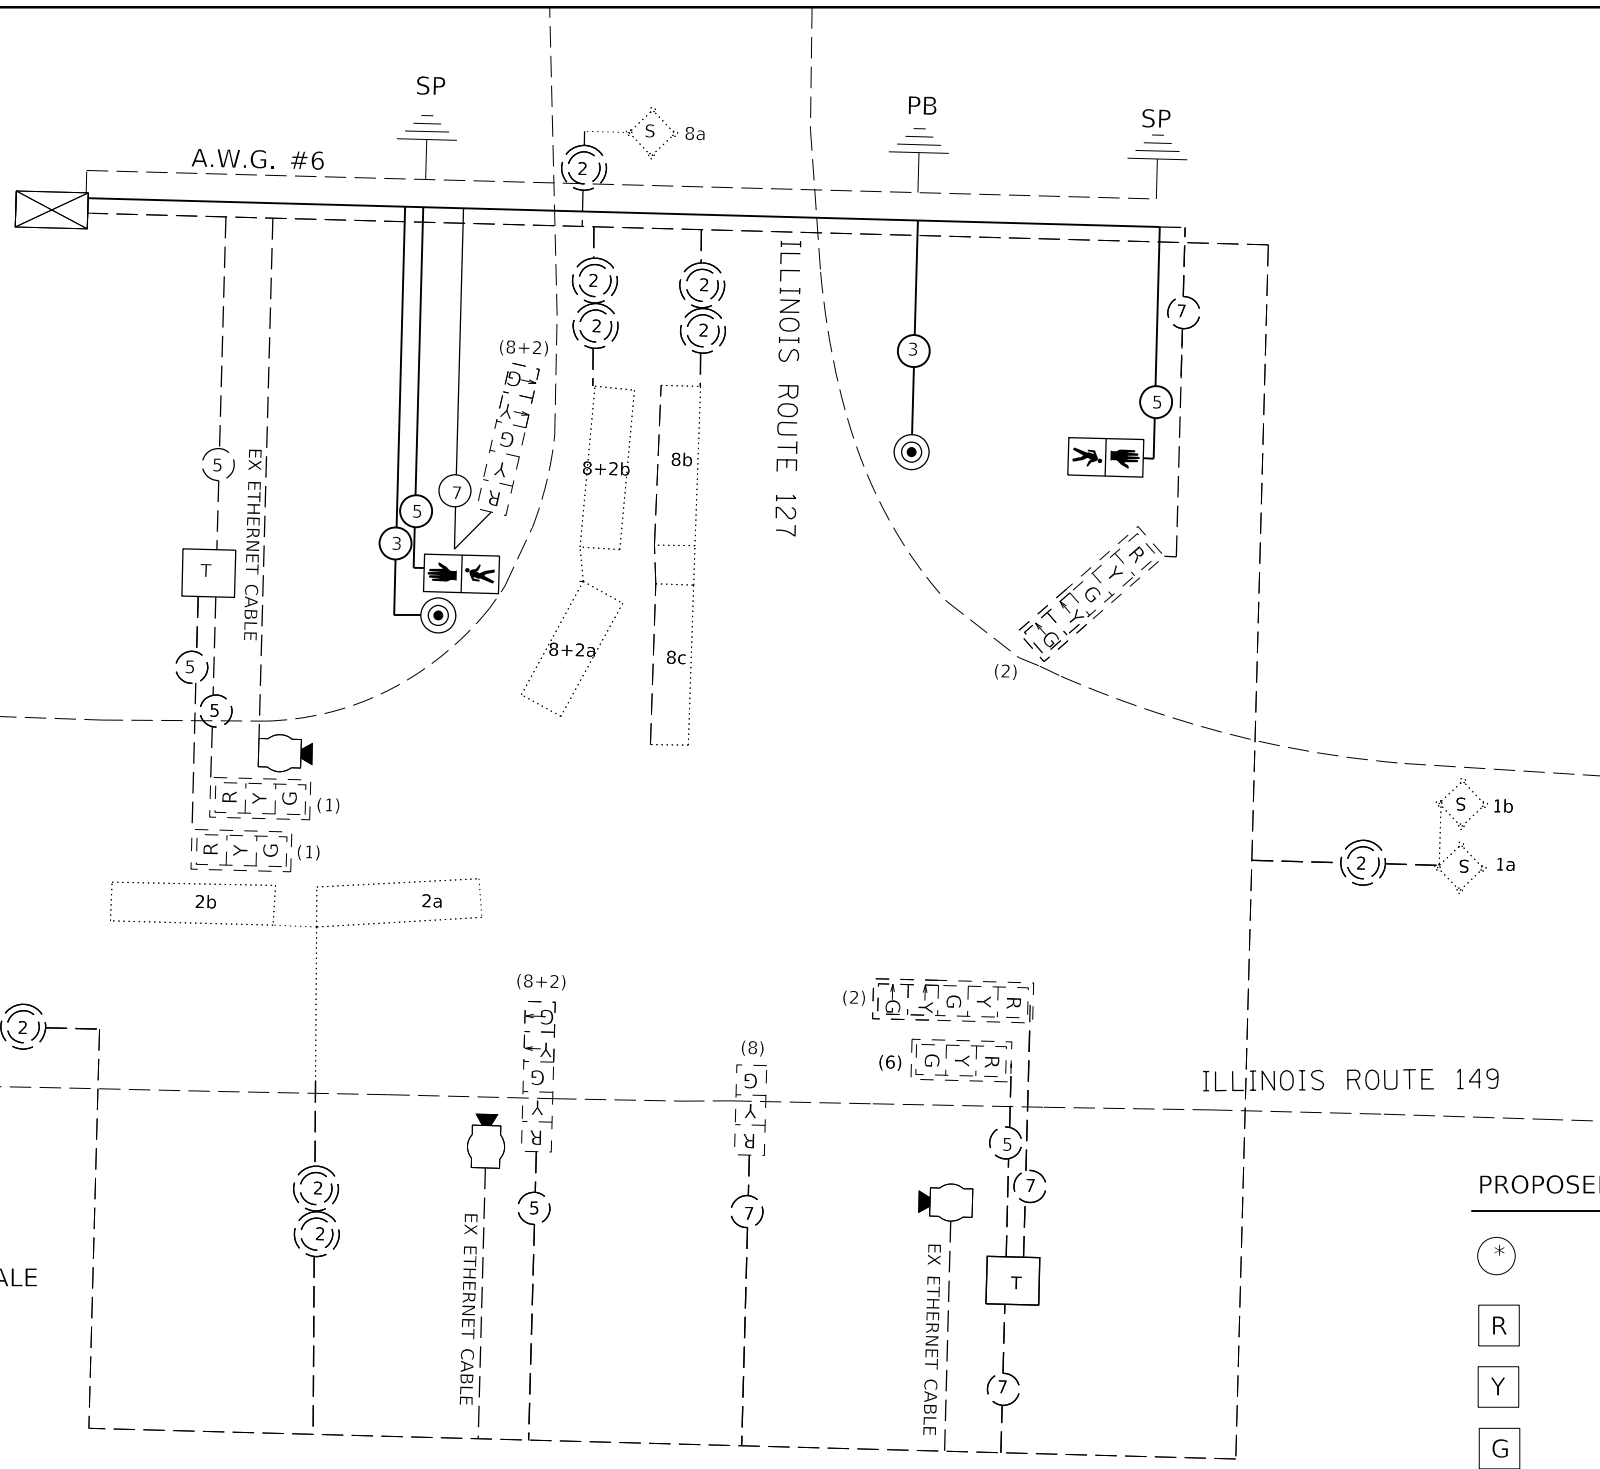 SP
PB
SP
S
8a
A.W.G. #6
2
2
2
2
2
7
3
5
(8+2)
G
Y
G
Y
R
ILLINOIS ROUTE 127
8+2b
8b
5
EX ETHERNET CABLE
7
5
3
T
R
Y
G
Y
G
8+2a
8c
(2)
5
5
R Y G (1)
R Y G (1)
S 1b
2
S 1a
2b
2a
(8+2)
G
Y
G
Y
R
(2) G Y G Y R
2
(8)
G
Y
R
(6) G Y R
ILLINOIS ROUTE 149
5
7
2
2
5
7
EX ETHERNET CABLE
EX ETHERNET CABLE
T
7
ALE
PROPOSE
*
R
Y
G